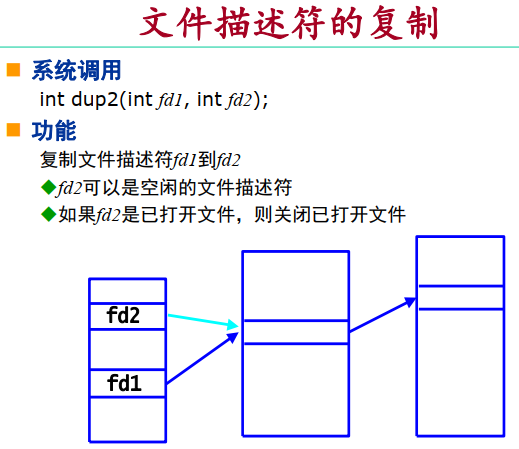 文件描述符的复制
系统调用
int dup2(int fd1, int fd2);
功能
复制文件描述符fd1到fd2
fd2可以是空闲的文件描述符
如果fd2是已打开文件，则关闭已打开文件
fd2
fd1